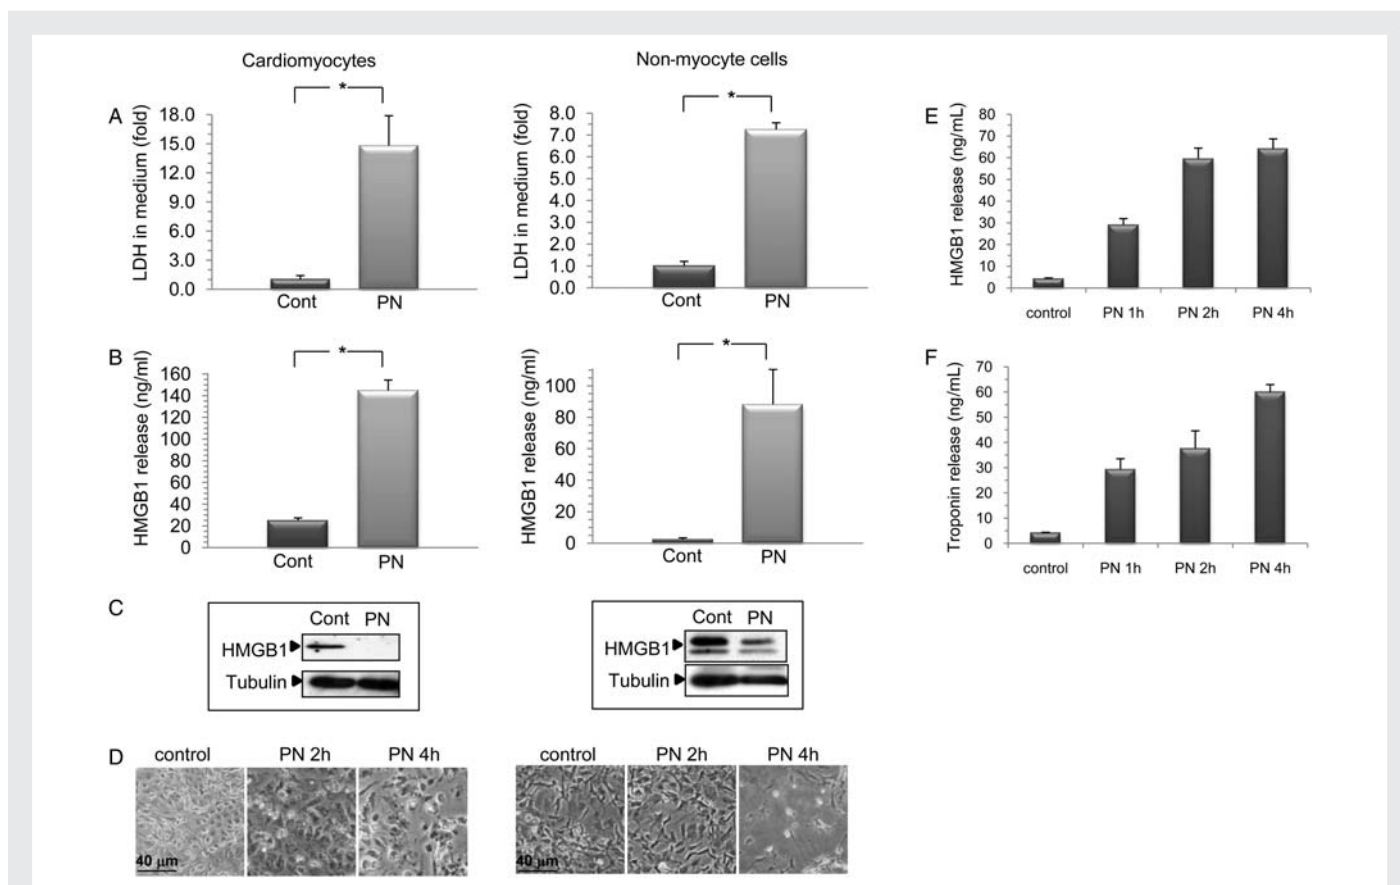 Cardiomyocytes
Non-myocyte cells
A
LDH in medium (fold)
18.0
15.0
12.0
9.0
6.0
3.0
0.0
*
Cont PN
LDH in medium (fold)
8.0
7.0
6.0
5.0
4.0
3.0
2.0
1.0
0.0
*
Cont PN
B
HMGB1 release (ng/ml)
160
140
120
100
80
60
40
20
0
*
Cont PN
HMGB1 release (ng/ml)
100
80
60
40
20
0
*
Cont PN
C
Cont PN
HMGB1
Tubulin
Cont PN
HMGB1
Tubulin
D
control PN 2h PN 4h
40 µm
control PN 2h PN 4h
40 µm
E
HMGB1 release (ng/mL)
80
70
60
50
40
30
20
10
0
control PN 1h PN 2h PN 4h
F
Troponin release (ng/mL)
70
60
50
40
30
20
10
0
control PN 1h PN 2h PN 4h